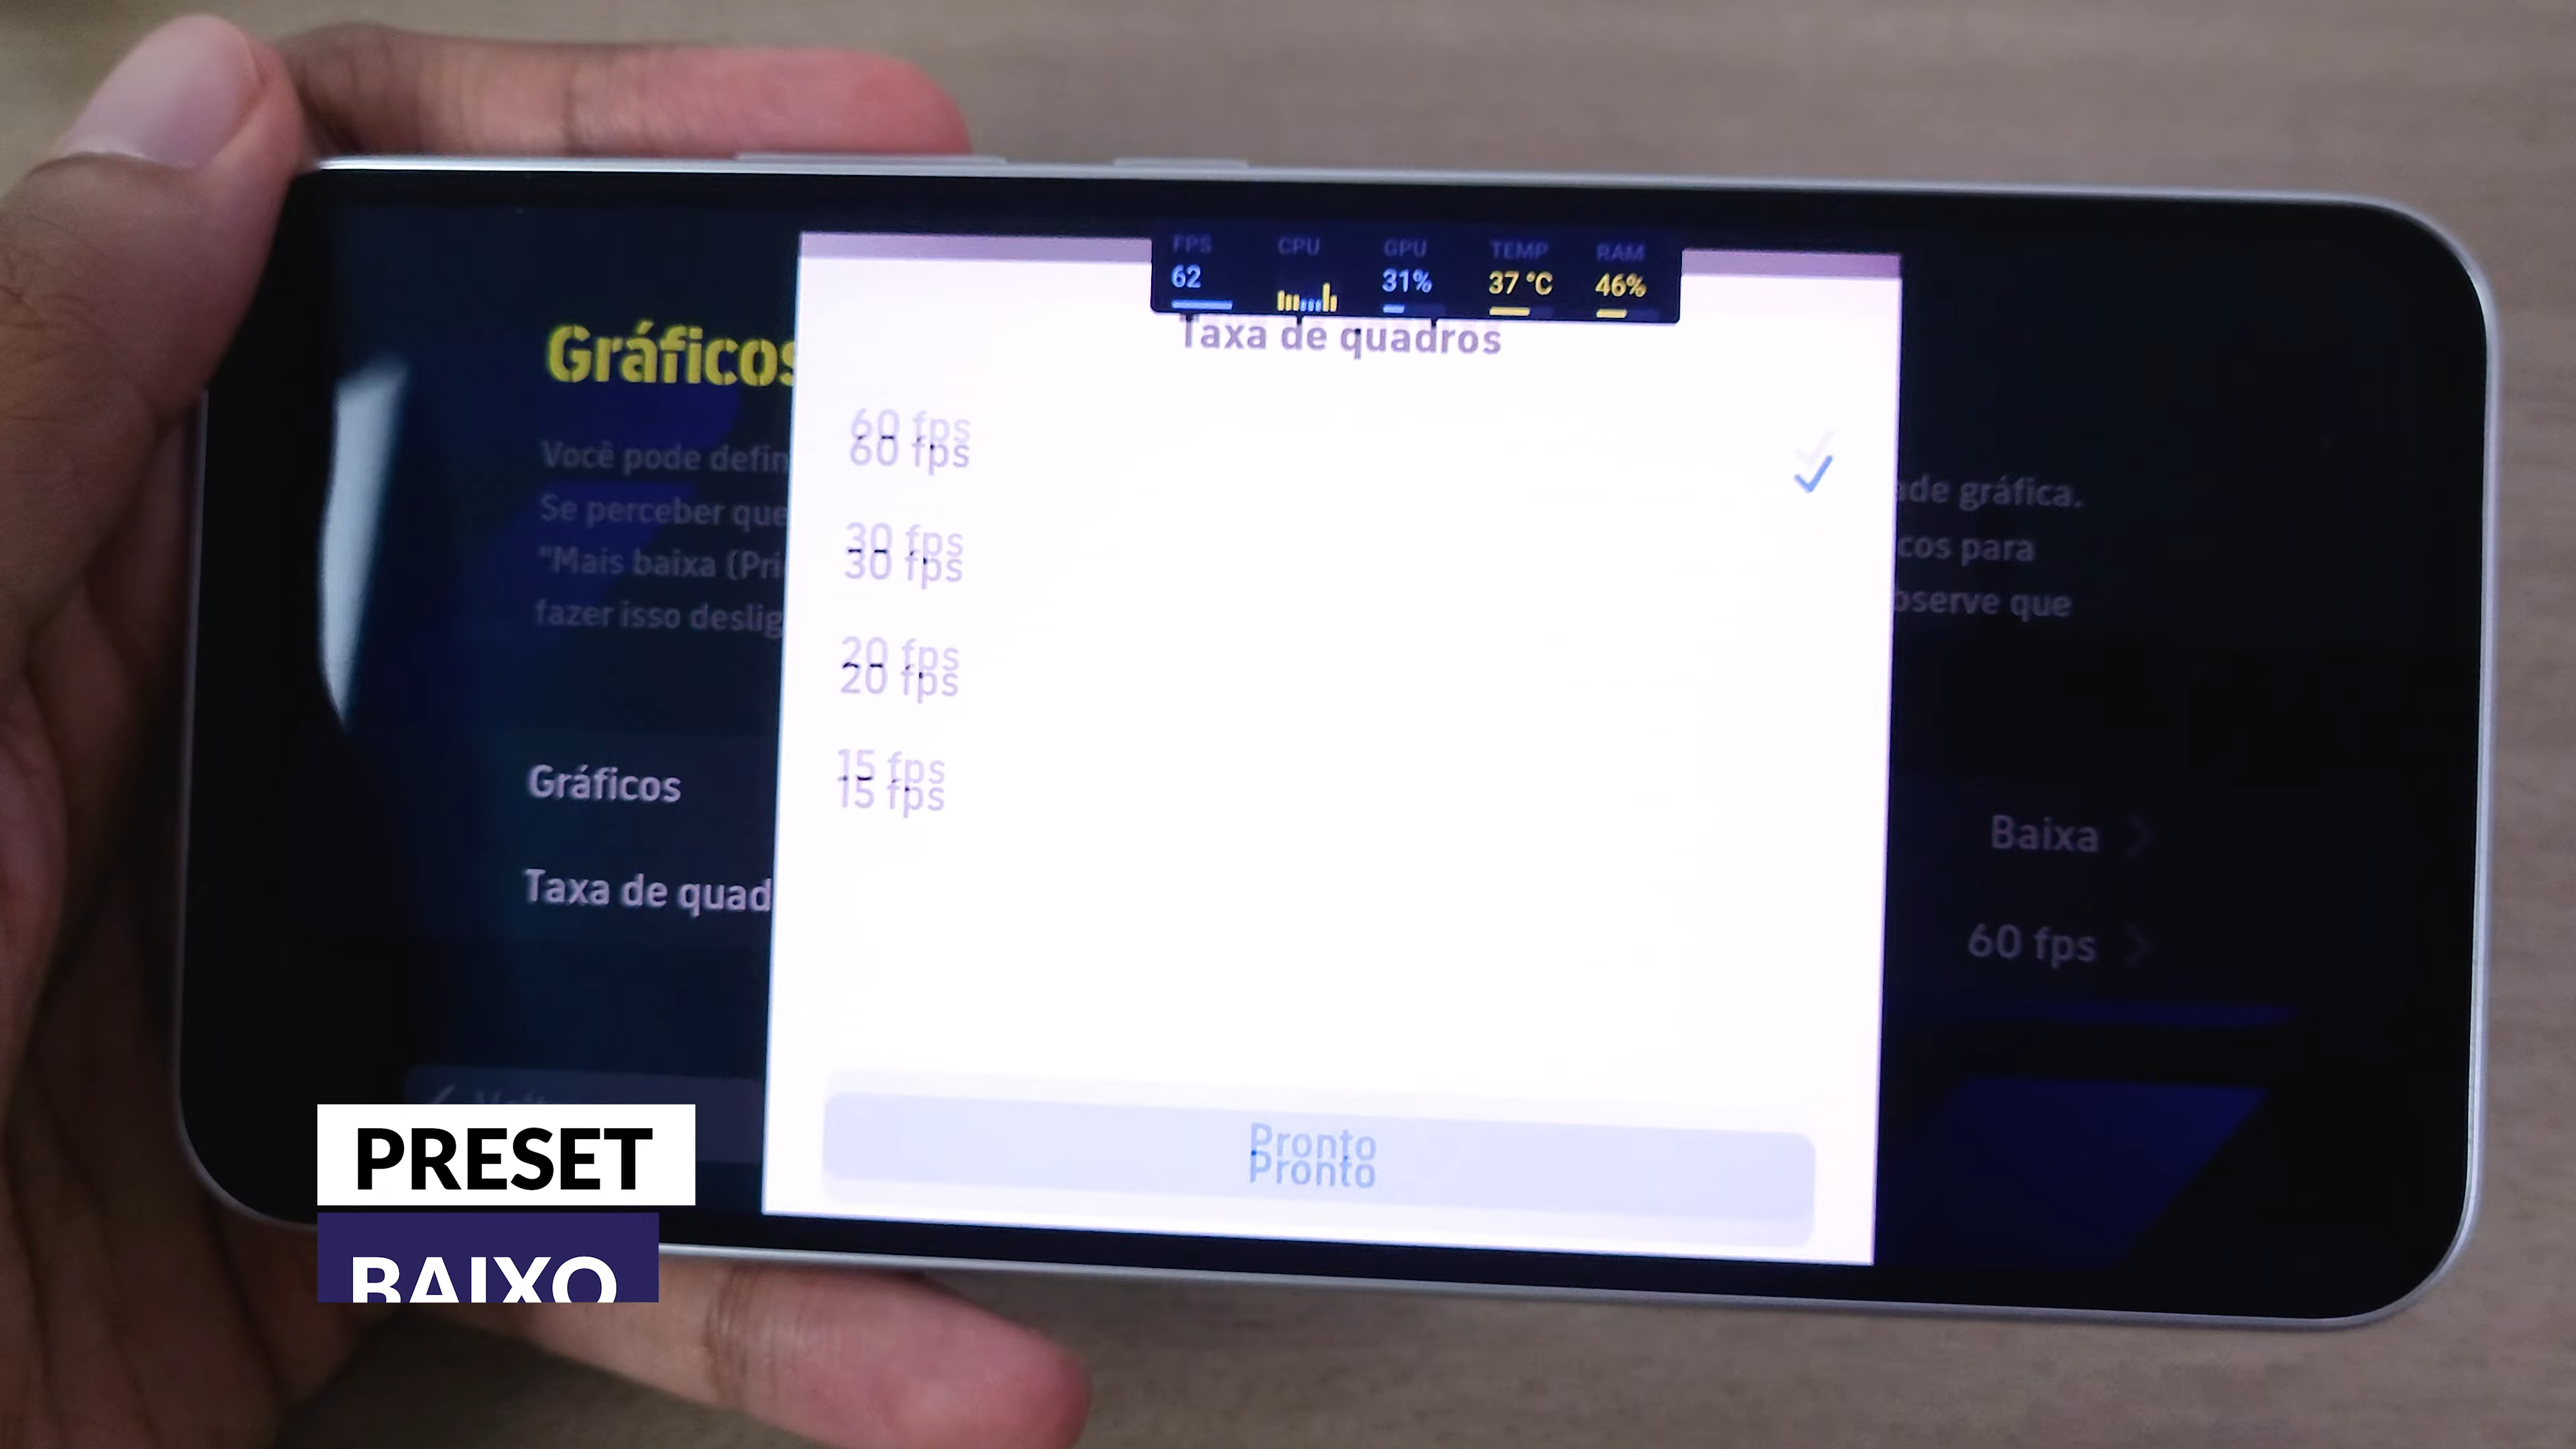 FPS CPU GPU TEMP RAM
62 31% 37 °C 46%
Taxa de quadros
Gráficos
60 fps
30 fps
20 fps
15 fps
Você pode defin
Se perceber que
"Mais baixa (Pri
fazer isso deslig
ade gráfica.
cos para
bserve que
Gráficos
Baixa
Taxa de quad
60 fps
Pronto
PRESET
BAIXO